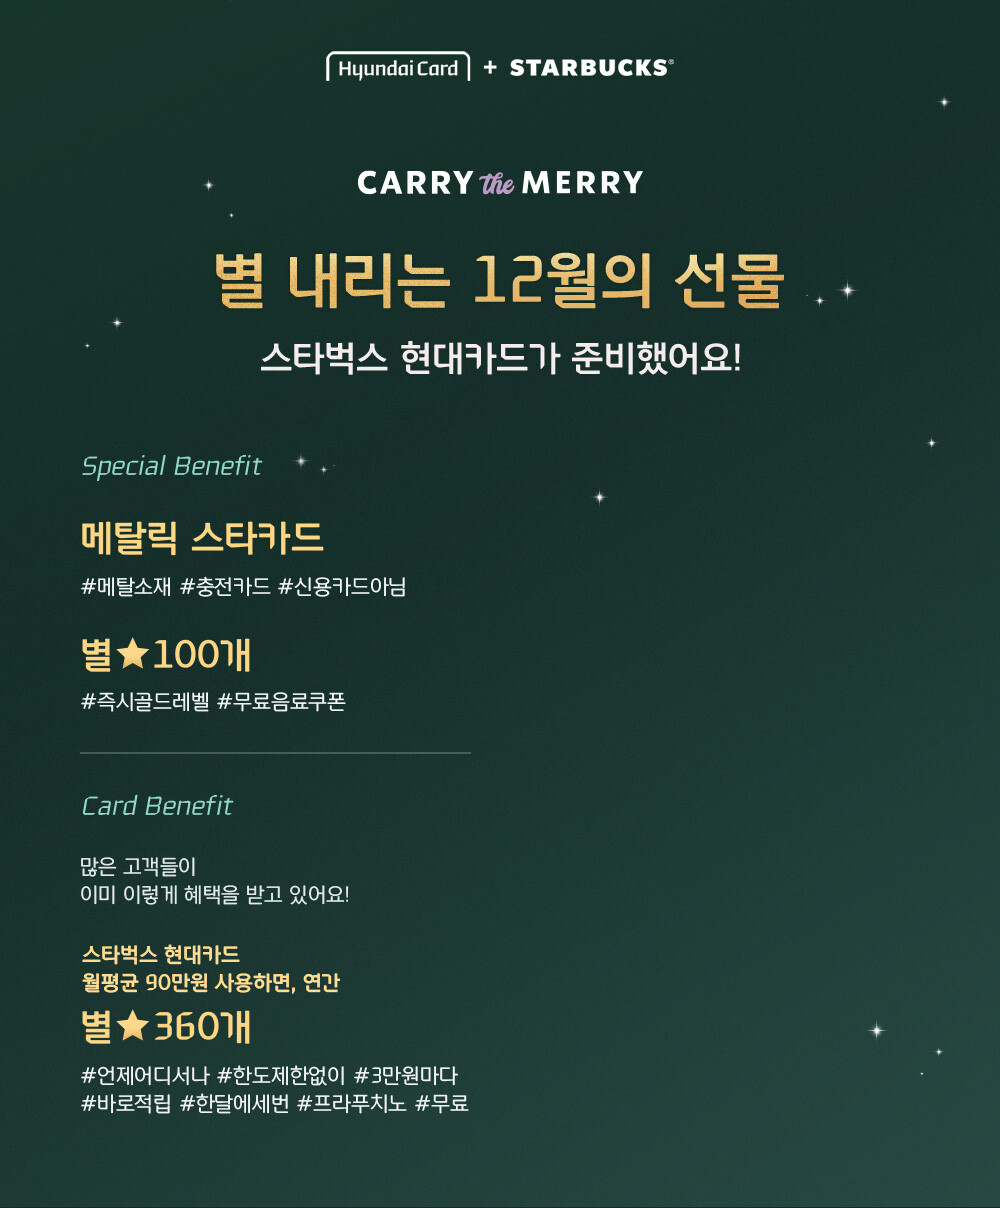 Hyundai Card + STARBUCKS®
CARRY the MERRY
별 내리는 12월의 선물
스타벅스 현대카드가 준비했어요!
Special Benefit
메탈릭 스타카드
#메탈소재 #충전카드 #신용카드아님
별★100개
#즉시골드레벨 #무료음료쿠폰
Card Benefit
많은 고객들이
이미 이렇게 혜택을 받고 있어요!
스타벅스 현대카드
월평균 90만원 사용하면, 연간
별★360개
#언제어디서나 #한도제한없이 #3만원마다
#바로적립 #한달에세번 #프라푸치노 #무료